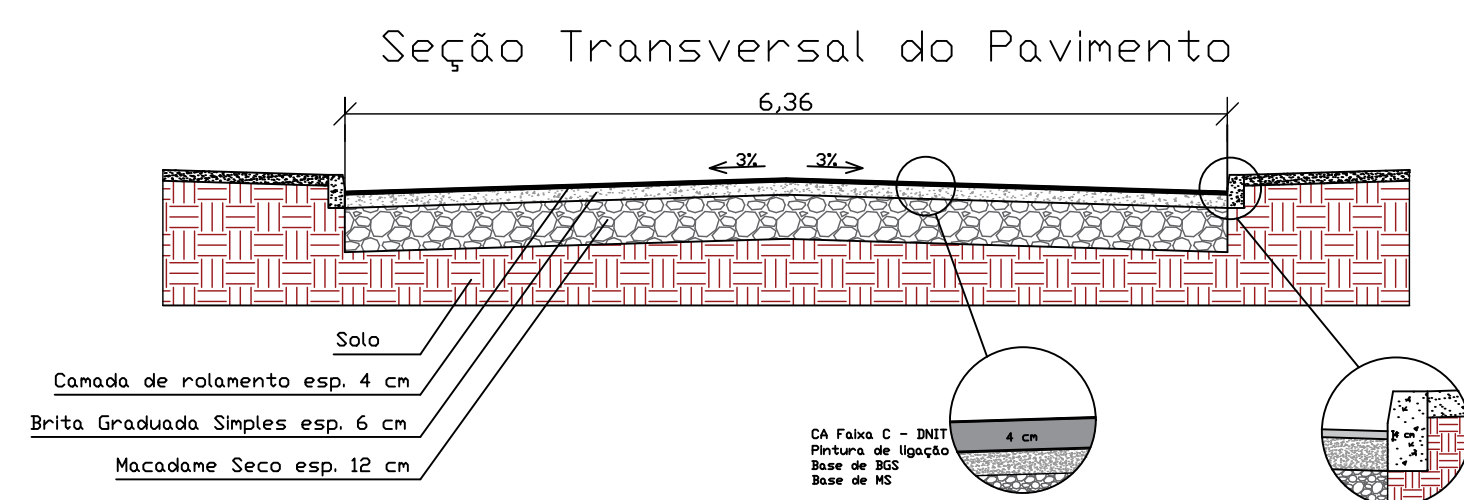 Seção Transversal do Pavimento
6,36
3% 3%
Solo
Camada de rolamento esp. 4 cm
Brita Graduada Simples esp. 6 cm
Macadame Seco esp. 12 cm
CA Faixa C - DNIT
Pintura de ligação
Base de BGS
Base de MS
4 cm
cm